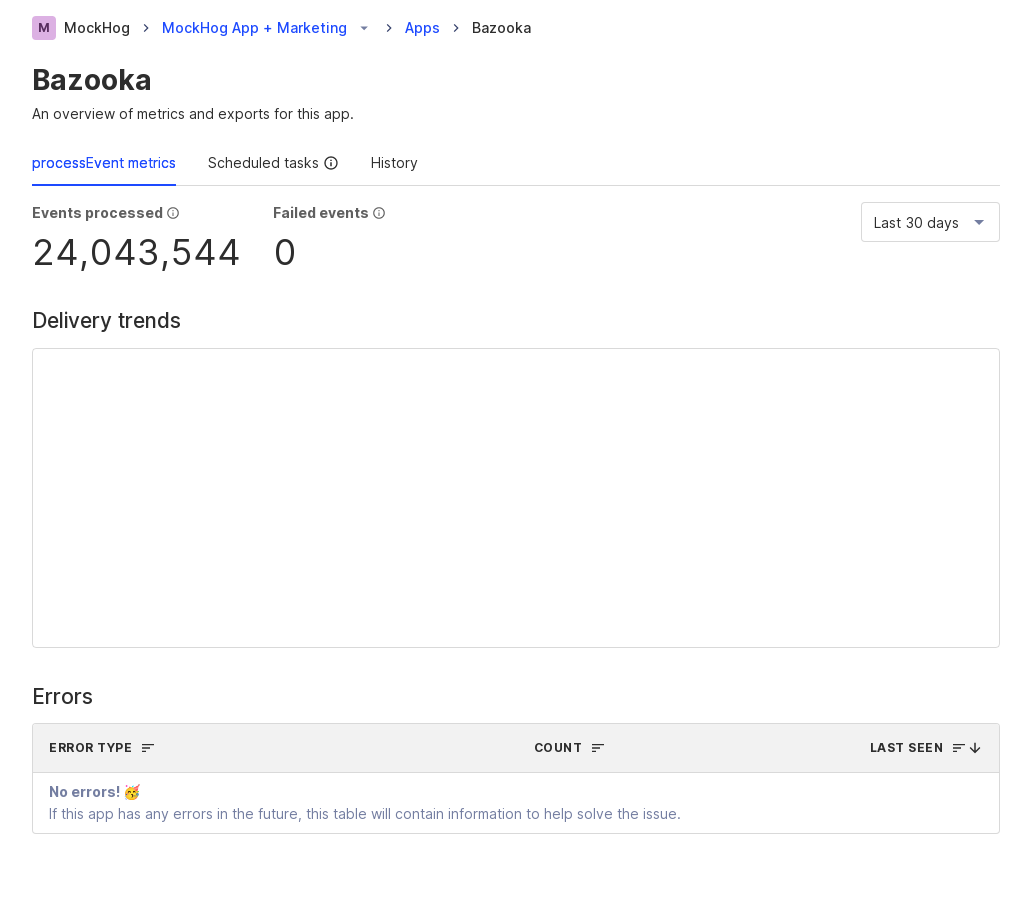 M MockHog MockHog App + Marketing Apps Bazooka
Bazooka
An overview of metrics and exports for this app.
processEvent metrics Scheduled tasks History
Events processed Failed events
24,043,544 0
Last 30 days
Delivery trends
Errors
ERROR TYPE COUNT LAST SEEN
No errors! 🥳
If this app has any errors in the future, this table will contain information to help solve the issue.